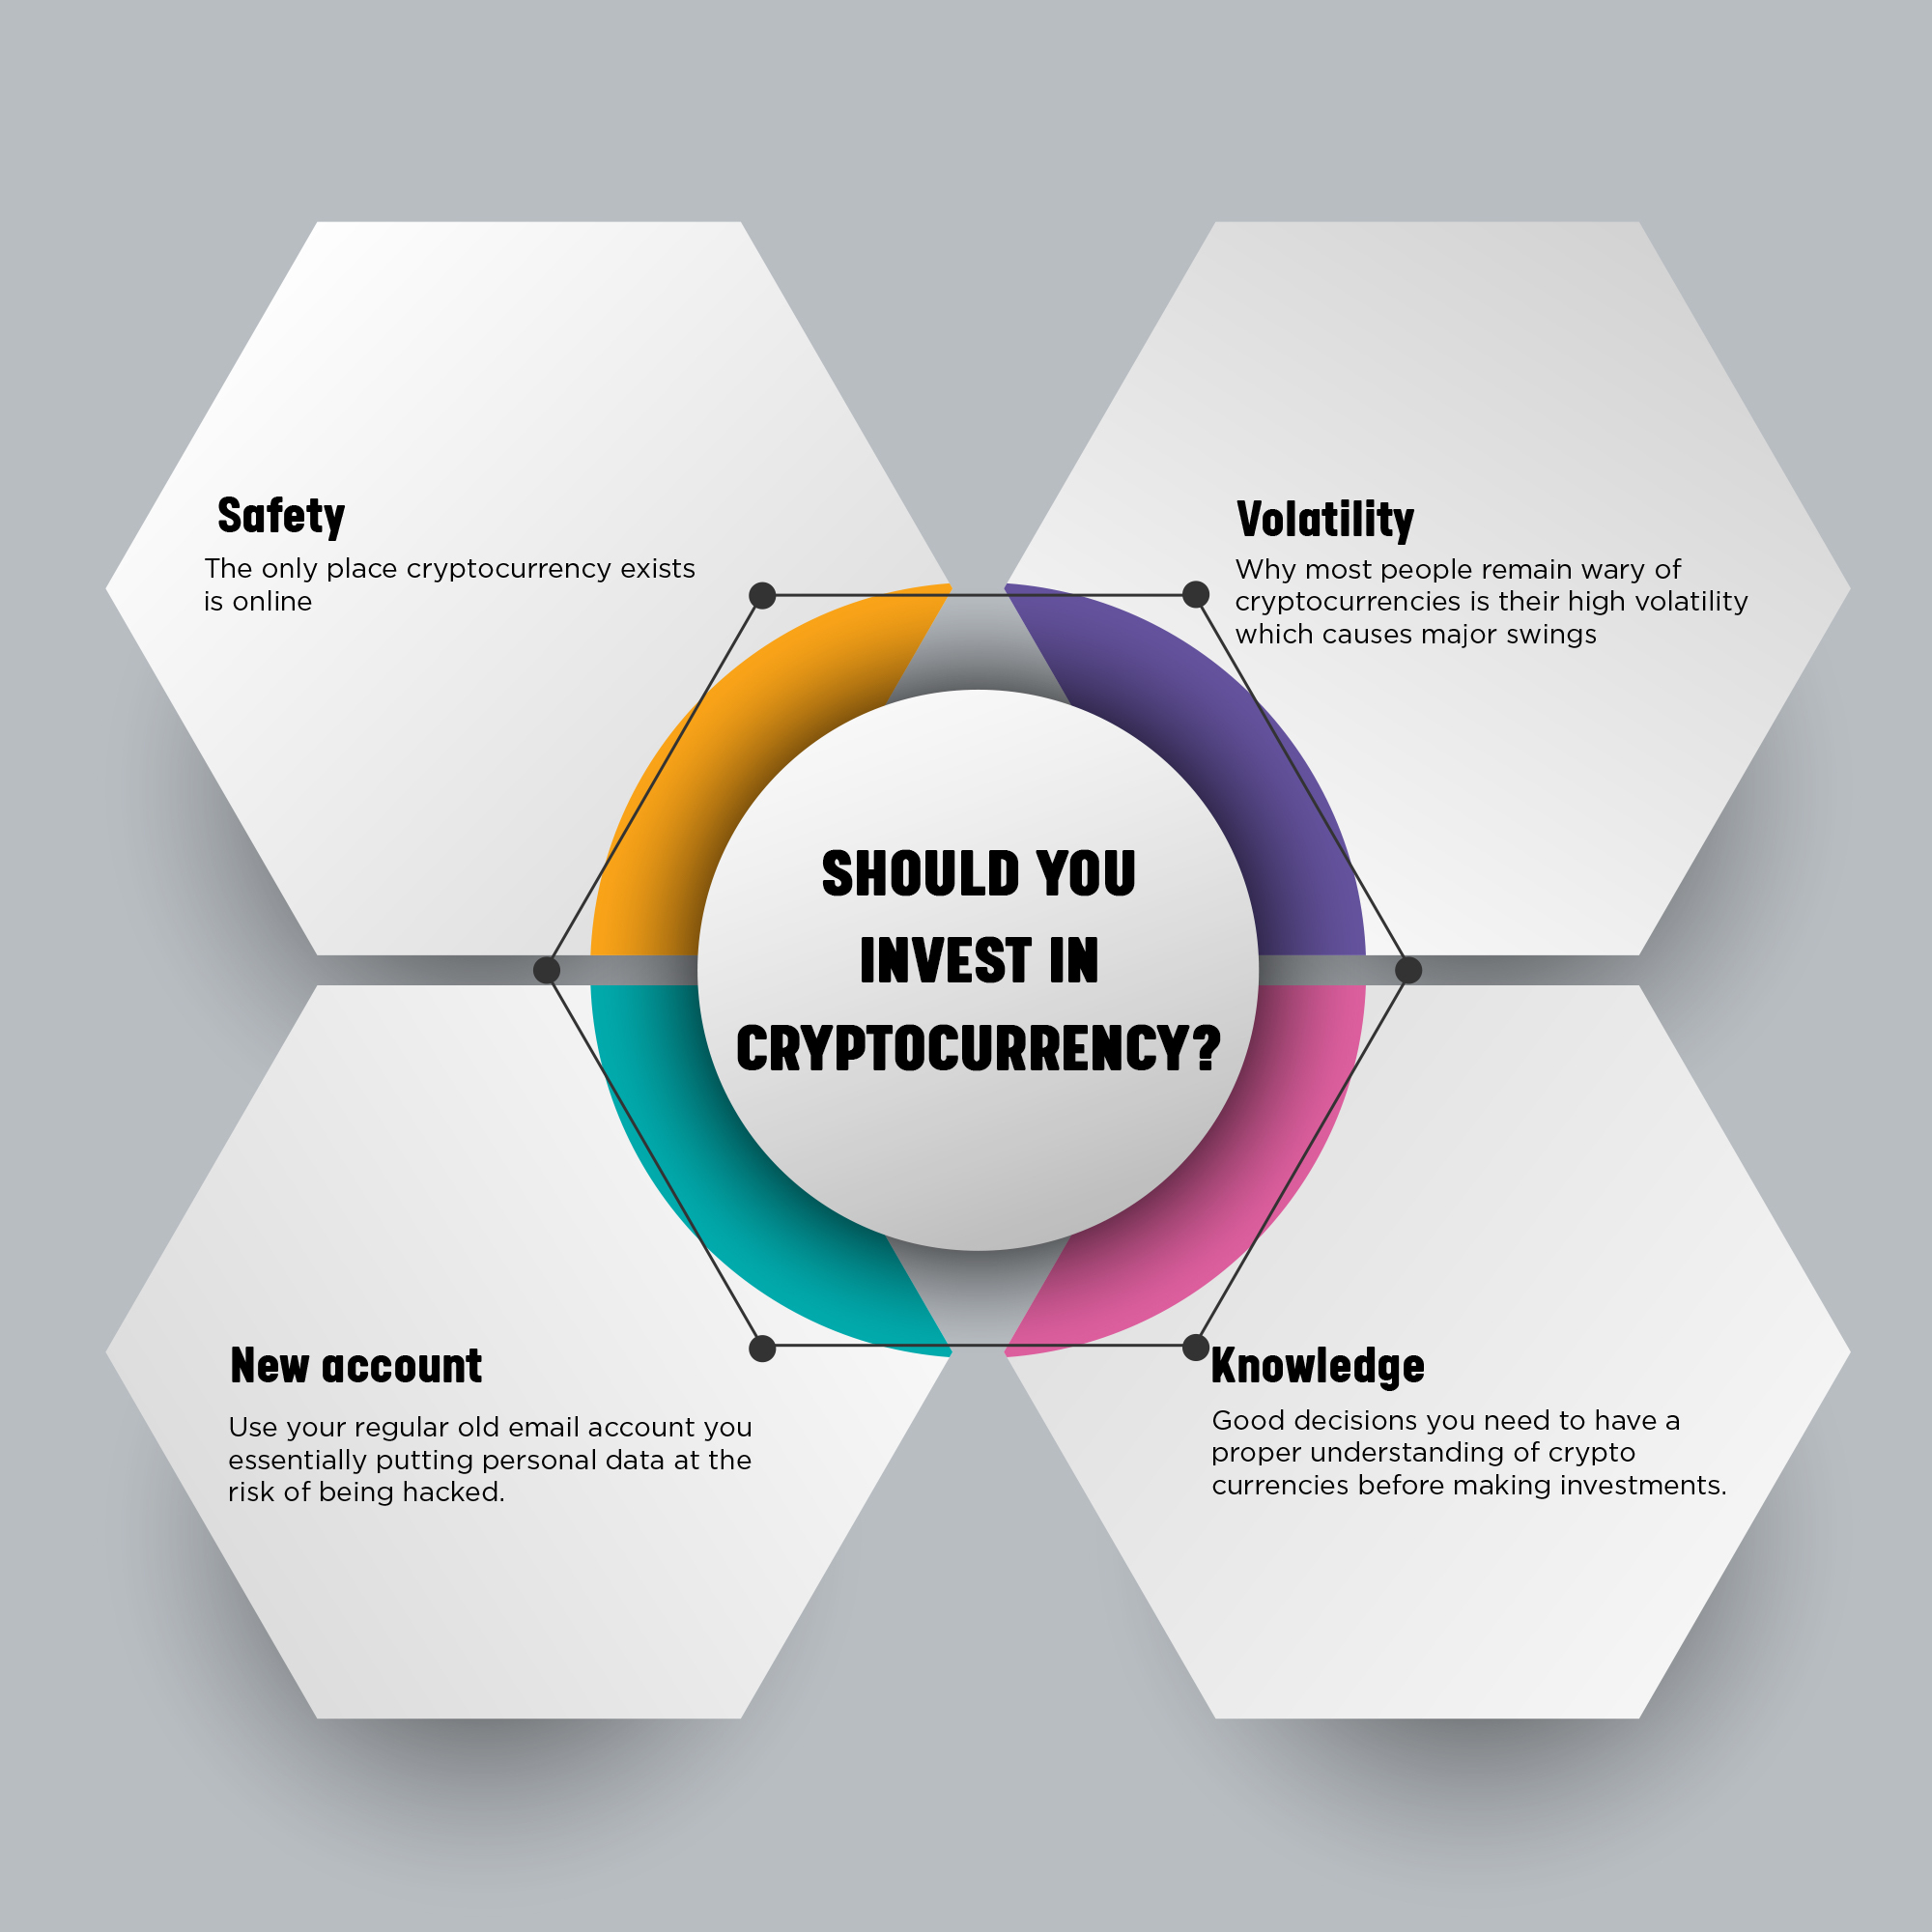 Safety
The only place cryptocurrency exists
is online
Volatility
Why most people remain wary of
cryptocurrencies is their high volatility
which causes major swings
SHOULD YOU
INVEST IN
CRYPTOCURRENCY?
New account
Use your regular old email account you
essentially putting personal data at the
risk of being hacked.
Knowledge
Good decisions you need to have a
proper understanding of crypto
currencies before making investments.